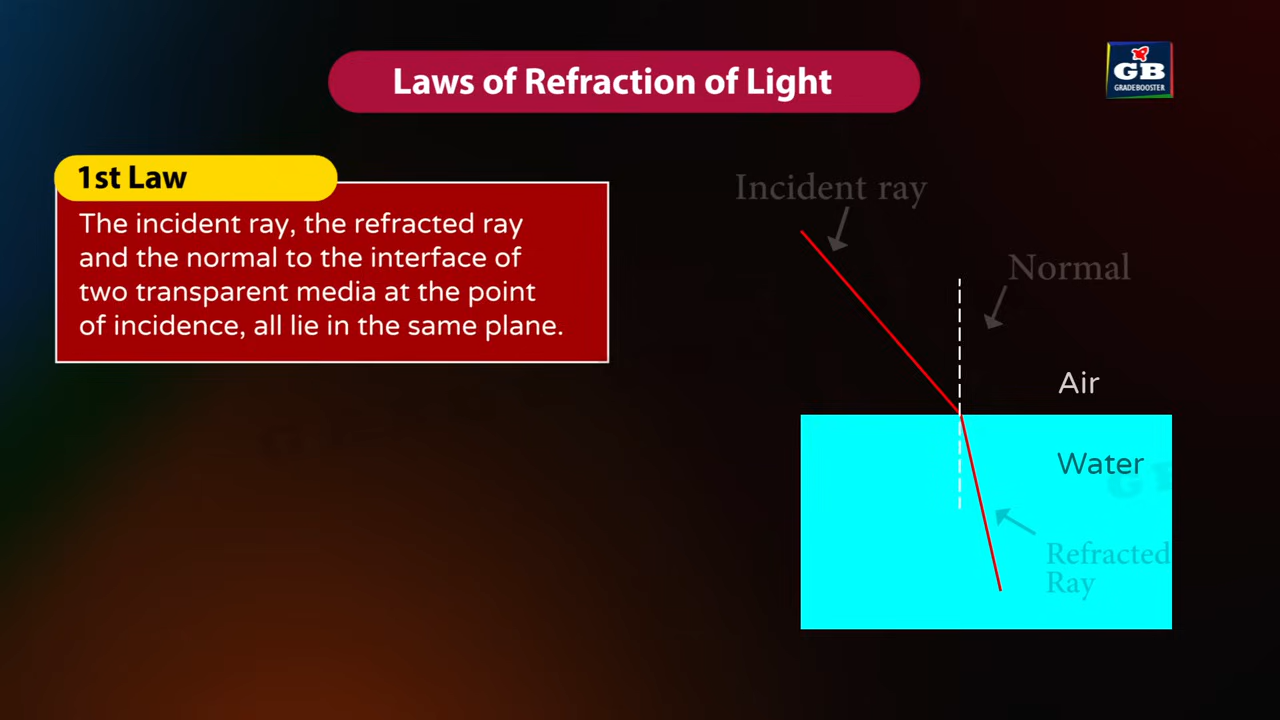 Laws of Refraction of Light
GB
GRADEBOOSTER
1st Law
The incident ray, the refracted ray
and the normal to the interface of
two transparent media at the point
of incidence, all lie in the same plane.
Incident ray
Normal
Air
Water
Refracted
Ray